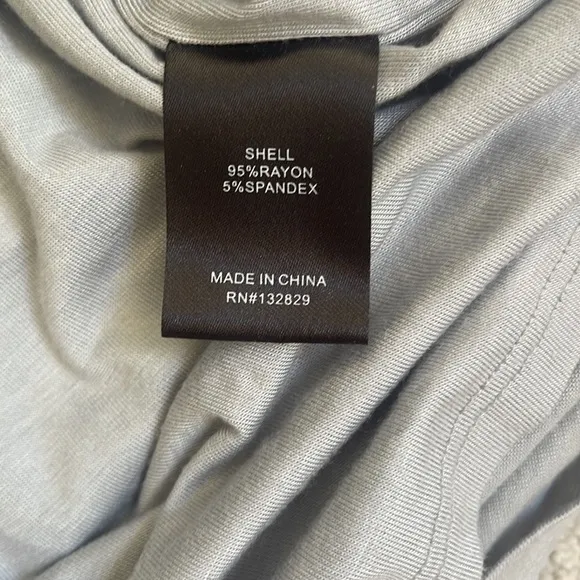 SHELL
95%RAYON
5%SPANDEX
MADE IN CHINA
RN#132829